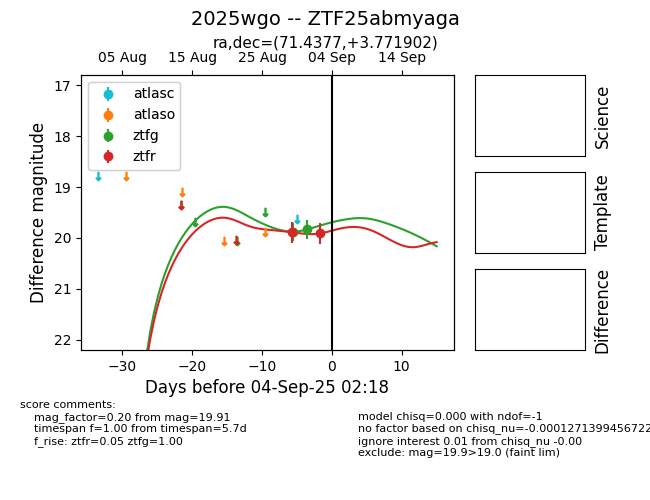 2025wgo -- ZTF25abmyaga
ra,dec=(71.4377,+3.771902)
05 Aug 15 Aug 25 Aug 04 Sep 14 Sep
atlasc
atlaso
ztfg
ztfr
17
18
19
20
21
22
Difference magnitude
−30 −20 −10 0 10
Days before 04-Sep-25 02:18
Science
Template
Difference
score comments:
mag_factor=0.20 from mag=19.91
timespan f=1.00 from timespan=5.7d
f_rise: ztfr=0.05 ztfg=1.00
model chisq=0.000 with ndof=-1
no factor based on chisq_nu=-0.0001271399456722
ignore interest 0.01 from chisq_nu -0.00
exclude: mag=19.9>19.0 (faint lim)